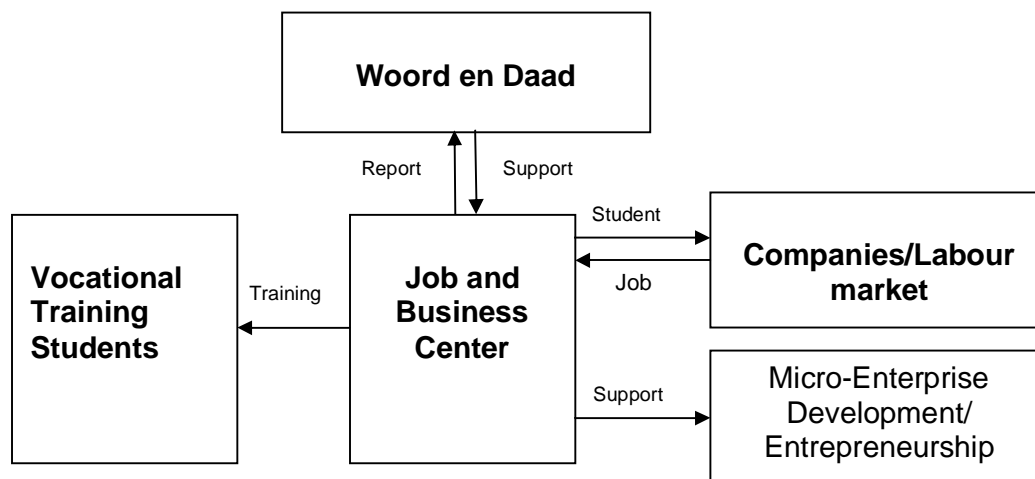 Woord en Daad
Report
Support
Student
Companies/Labour
market
Job
Vocational
Training
Students
Training
Job and
Business
Center
Support
Micro-Enterprise
Development/
Entrepreneurship